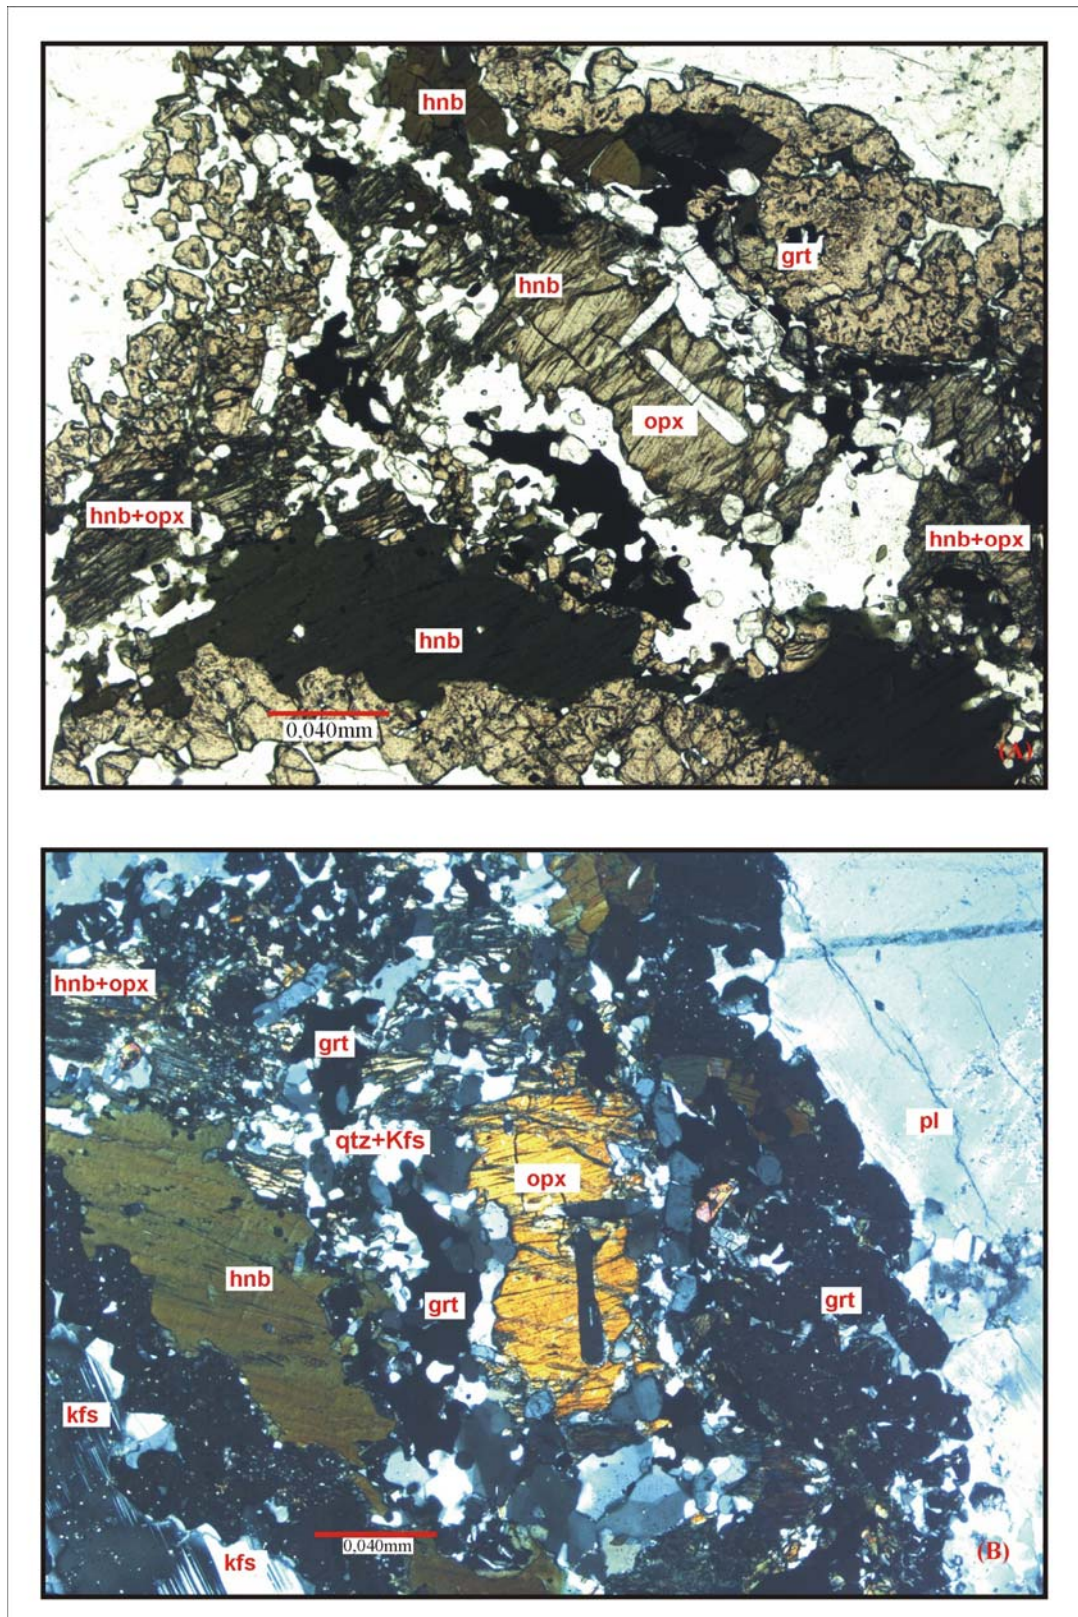 hnb
grt
hnb
opx
hnb+opx
hnb+opx
hnb
0,040mm
(A)
hnb+opx
grt
pl
qtz+Kfs
opx
hnb
grt
grt
kfs
0,040mm
(B)
kfs